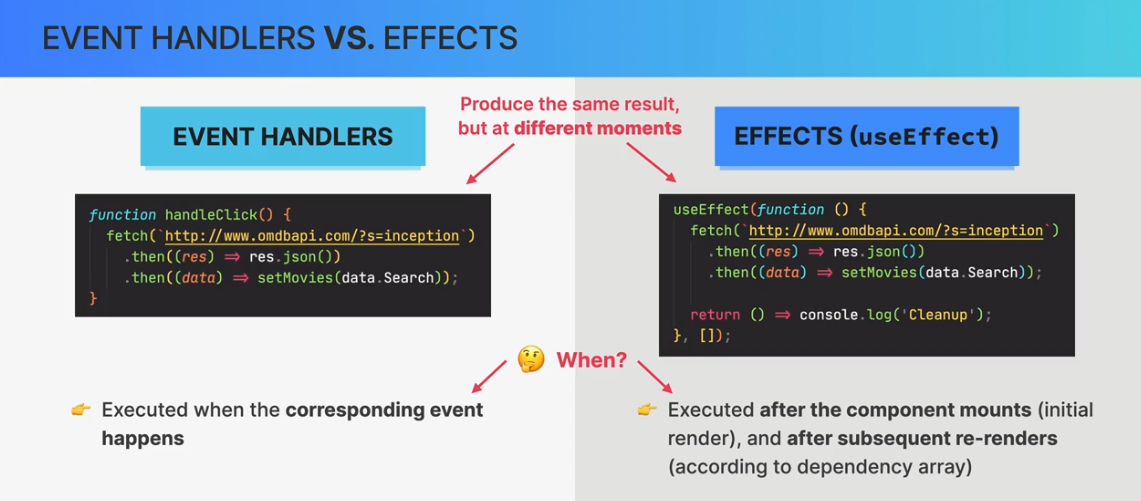 EVENT HANDLERS VS. EFFECTS
Produce the same result,
but at different moments
EVENT HANDLERS
function handleClick() {
  fetch(`http://www.omdbapi.com/?s=inception`)
    .then((res) => res.json())
    .then((data) => setMovies(data.Search));
}
EFFECTS (useEffect)
useEffect(function () {
  fetch(`http://www.omdbapi.com/?s=inception`)
    .then((res) => res.json())
    .then((data) => setMovies(data.Search));

  return () => console.log('Cleanup');
}, []);
🤔 When?
👉 Executed when the corresponding event
happens
👉 Executed after the component mounts (initial
render), and after subsequent re-renders
(according to dependency array)